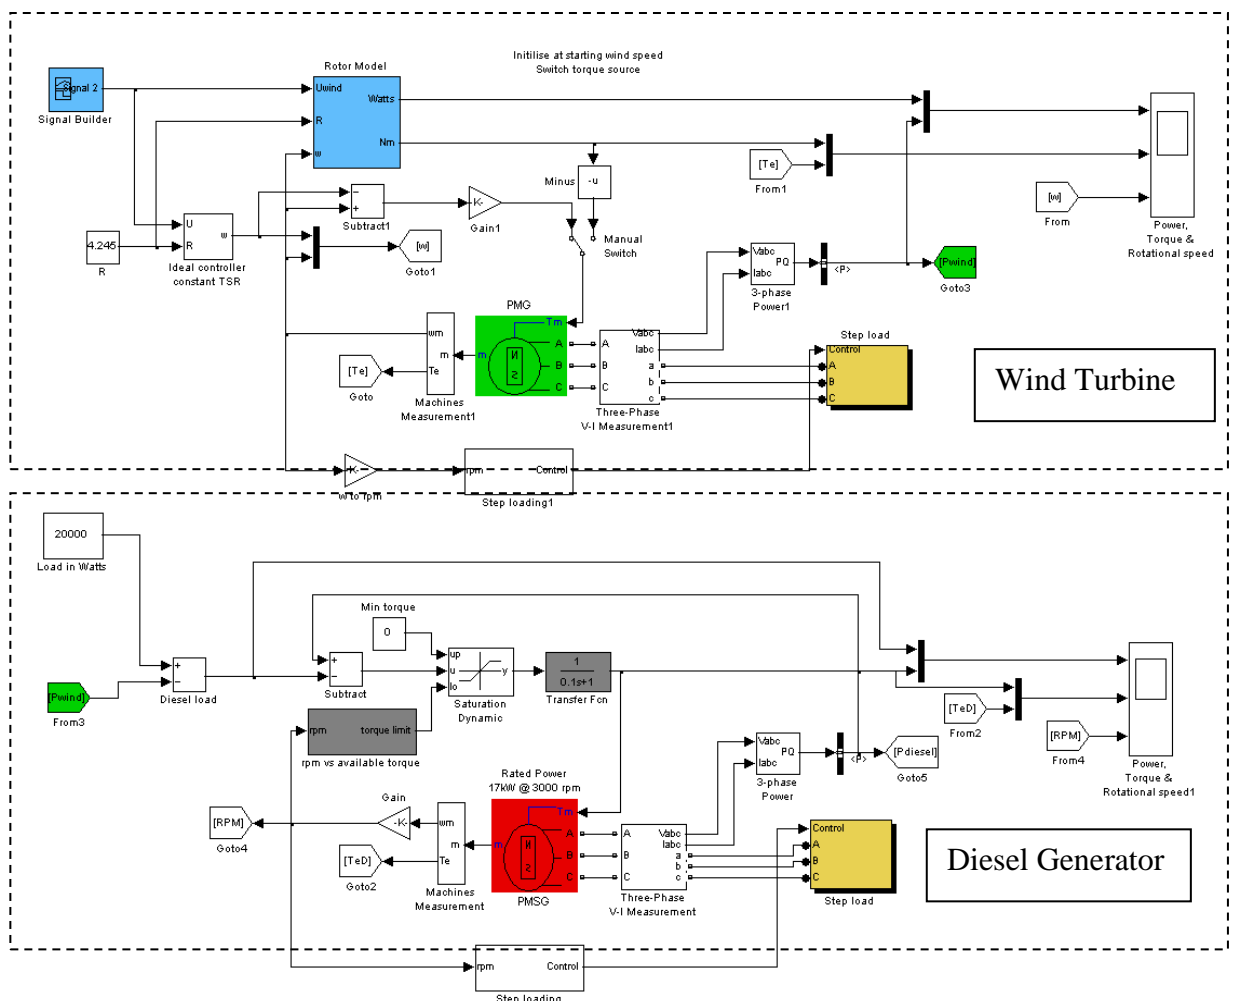 Initilise at starting wind speed
Switch torque source
Rotor Model
Signal 2
Signal Builder
Uwind
Watts
R
Nm
w
Minus
-u
[Te]
From1
[w]
From
Power,
Torque &
Rotational speed
4.245
R
U
R
w
Ideal controller
constant TSR
−
+
Subtract1
-K-
Gain1
[w]
Goto1
Manual
Switch
Vabc
Iabc
PQ
3-phase
Power1
<P>
[Pwind]
Goto3
PMG
Tm
m
N
S
A
B
C
wm
m
Te
Machines
Measurement1
[Te]
Goto
A
B
C
Vabc
Iabc
a
b
c
Three-Phase
V-I Measurement1
Step load
Control
A
B
C
Wind Turbine
-K-
w to rpm
rpm
Control
Step loading1
20000
Load in Watts
[Pwind]
From3
+
−
Diesel load
+
−
Subtract
Min torque
0
up
u
lo
y
Saturation
Dynamic
1
0.1s+1
Transfer Fcn
rpm
torque limit
rpm vs available torque
[TeD]
From2
[RPM]
From4
Power,
Torque &
Rotational speed1
Vabc
Iabc
PQ
3-phase
Power
<P>
[Pdiesel]
Goto5
Rated Power
17kW @ 3000 rpm
Tm
m
N
S
A
B
C
PMSG
Gain
-K-
[RPM]
Goto4
[TeD]
Goto2
wm
m
Te
Machines
Measurement
A
B
C
Vabc
Iabc
a
b
c
Three-Phase
V-I Measurement
Control
A
B
C
Step load
Diesel Generator
rpm
Control
Step loading